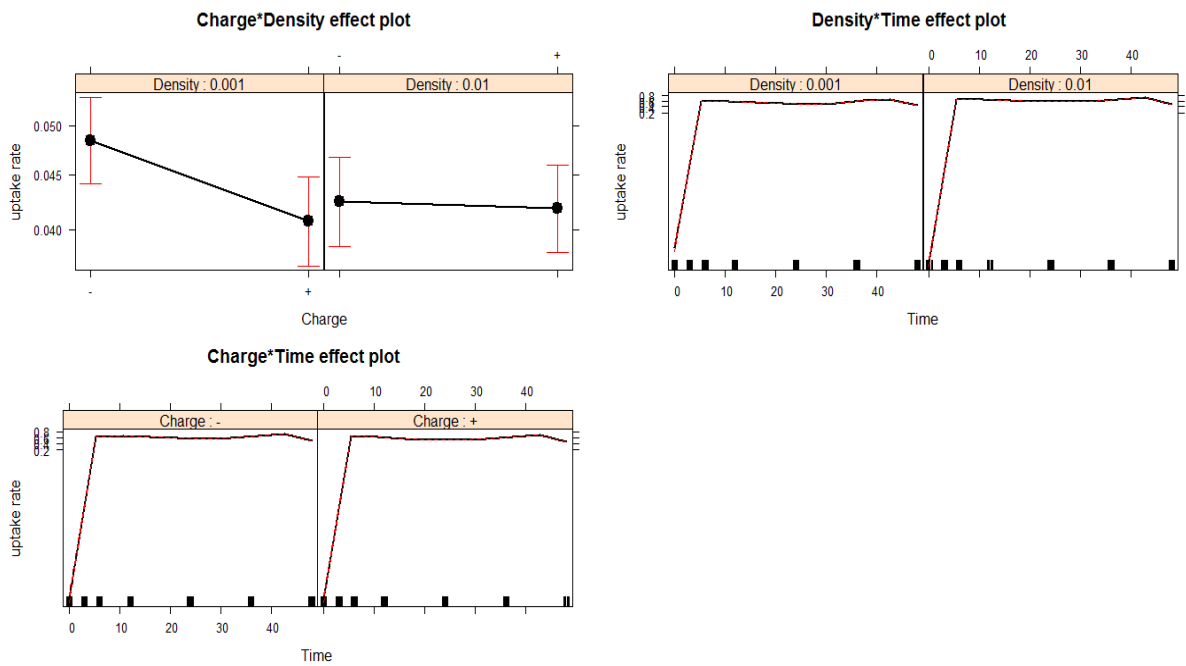 Charge*Density effect plot
- +
Density : 0.001 Density : 0.01
0.050
0.045
0.040
uptake rate
- +
Charge
Density*Time effect plot
0 10 20 30 40
Density : 0.001 Density : 0.01
0.8
0.2
uptake rate
0 10 20 30 40
Time
Charge*Time effect plot
0 10 20 30 40
Charge : - Charge : +
0.8
0.2
uptake rate
0 10 20 30 40
Time